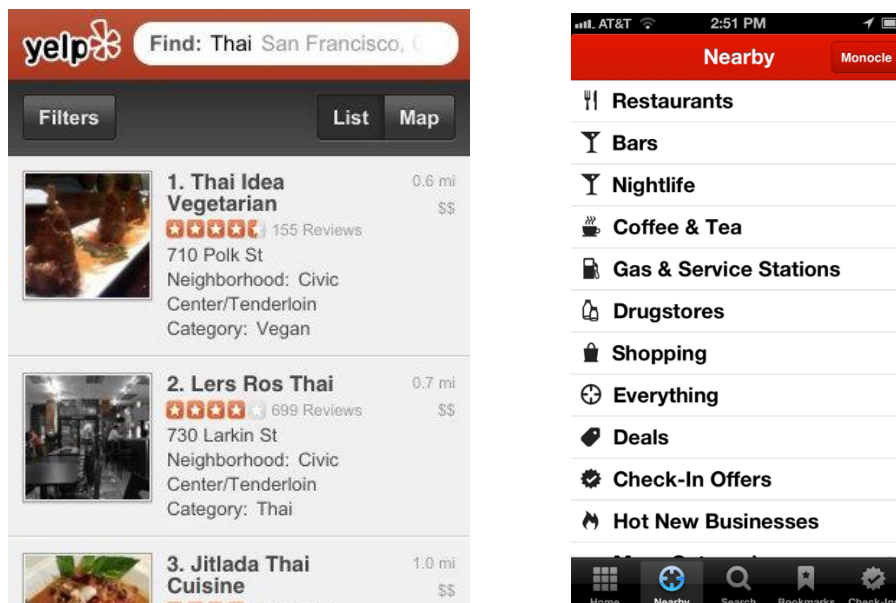 yelp
Find: Thai San Francisco,
Filters
List Map
1. Thai Idea
Vegetarian
0.6 mi
$$
155 Reviews
710 Polk St
Neighborhood: Civic
Center/Tenderloin
Category: Vegan
2. Lers Ros Thai
0.7 mi
699 Reviews
$$
730 Larkin St
Neighborhood: Civic
Center/Tenderloin
Category: Thai
3. Jitlada Thai
Cuisine
1.0 mi
$$
AT&T 2:51 PM
Nearby
Monocle
Restaurants
Bars
Nightlife
Coffee & Tea
Gas & Service Stations
Drugstores
Shopping
Everything
Deals
Check-In Offers
Hot New Businesses
Home Nearby Search Bookmarks Check-In